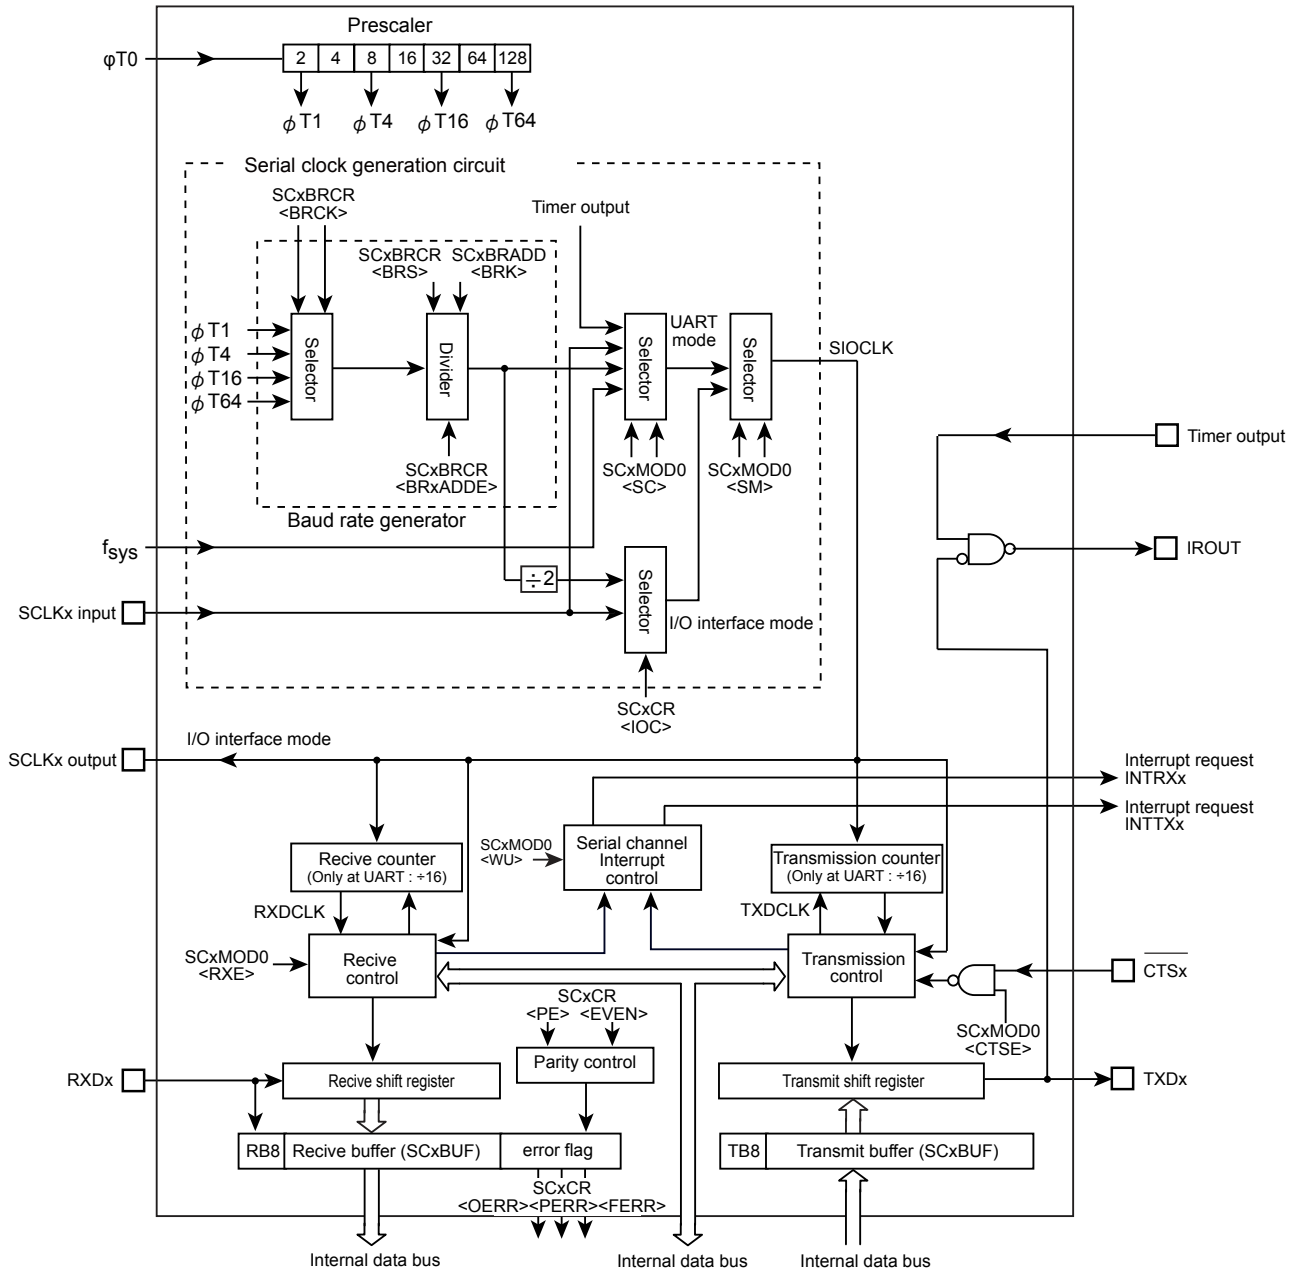 Prescaler
φT0
2 4 8 16 32 64 128
ϕT1 ϕT4 ϕT16 ϕT64
Serial clock generation circuit
SCxBRCR
<BRCK>
Timer output
SCxBRCR
<BRS>
SCxBRADD
<BRK>
ϕT1
ϕT4
ϕT16
ϕT64
Selector
Divider
Selector
UART
mode
Selector
SIOCLK
SCxBRCR
<BRxADDE>
SCxMOD0
<SC>
SCxMOD0
<SM>
Timer output
Baud rate generator
fsys
÷2
Selector
IROUT
SCLKx input
I/O interface mode
SCxCR
<IOC>
I/O interface mode
SCLKx output
Interrupt request
INTRXx
Interrupt request
INTTXx
Recive counter
(Only at UART : ÷16)
SCxMOD0
<WU>
Serial channel
Interrupt
control
Transmission counter
(Only at UART : ÷16)
RXDCLK
TXDCLK
SCxMOD0
<RXE>
Recive
control
Transmission
control
CTSx
SCxCR
<PE> <EVEN>
SCxMOD0
<CTSE>
Parity control
RXDx
Recive shift register
Transmit shift register
TXDx
RB8 Recive buffer (SCxBUF) error flag
TB8 Transmit buffer (SCxBUF)
SCxCR
<OERR><PERR><FERR>
Internal data bus
Internal data bus
Internal data bus